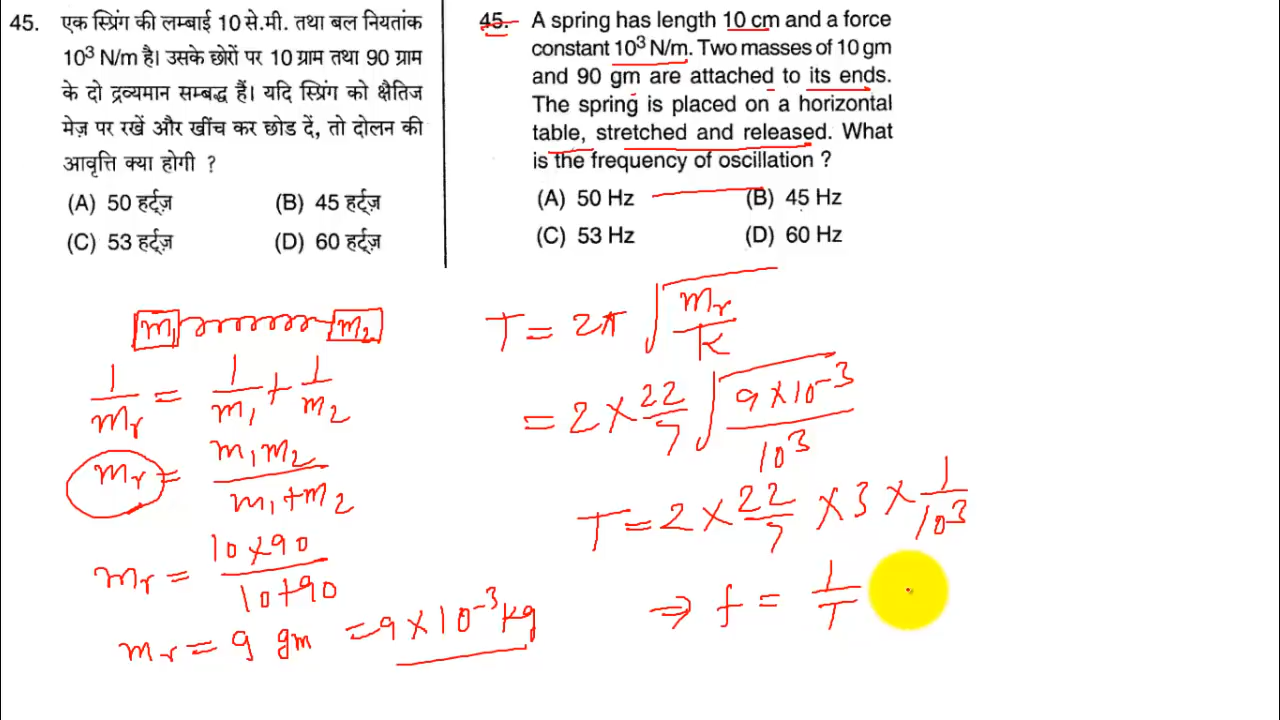 45. एक स्प्रिंग की लम्बाई 10 से.मी. तथा बल नियतांक
10³ N/m है। उसके छोरों पर 10 ग्राम तथा 90 ग्राम
के दो द्रव्यमान सम्बद्ध हैं। यदि स्प्रिंग को क्षैतिज
मेज़ पर रखें और खींच कर छोड दें, तो दोलन की
आवृत्ति क्या होगी ?
(A) 50 हर्ट्ज़ (B) 45 हर्ट्ज़
(C) 53 हर्ट्ज़ (D) 60 हर्ट्ज़
45. A spring has length 10 cm and a force
constant 10³ N/m. Two masses of 10 gm
and 90 gm are attached to its ends.
The spring is placed on a horizontal
table, stretched and released. What
is the frequency of oscillation ?
(A) 50 Hz (B) 45 Hz
(C) 53 Hz (D) 60 Hz
m₁ m₂
1/mᵣ = 1/m₁ + 1/m₂
mᵣ = m₁m₂/m₁+m₂
mᵣ = 10×90/10+90
mᵣ = 9 gm = 9×10⁻³ kg
T = 2π √mᵣ/K
= 2 × 22/7 √9×10⁻³/10³
T = 2 × 22/7 × 3 × 1/10³
⇒ f = 1/T